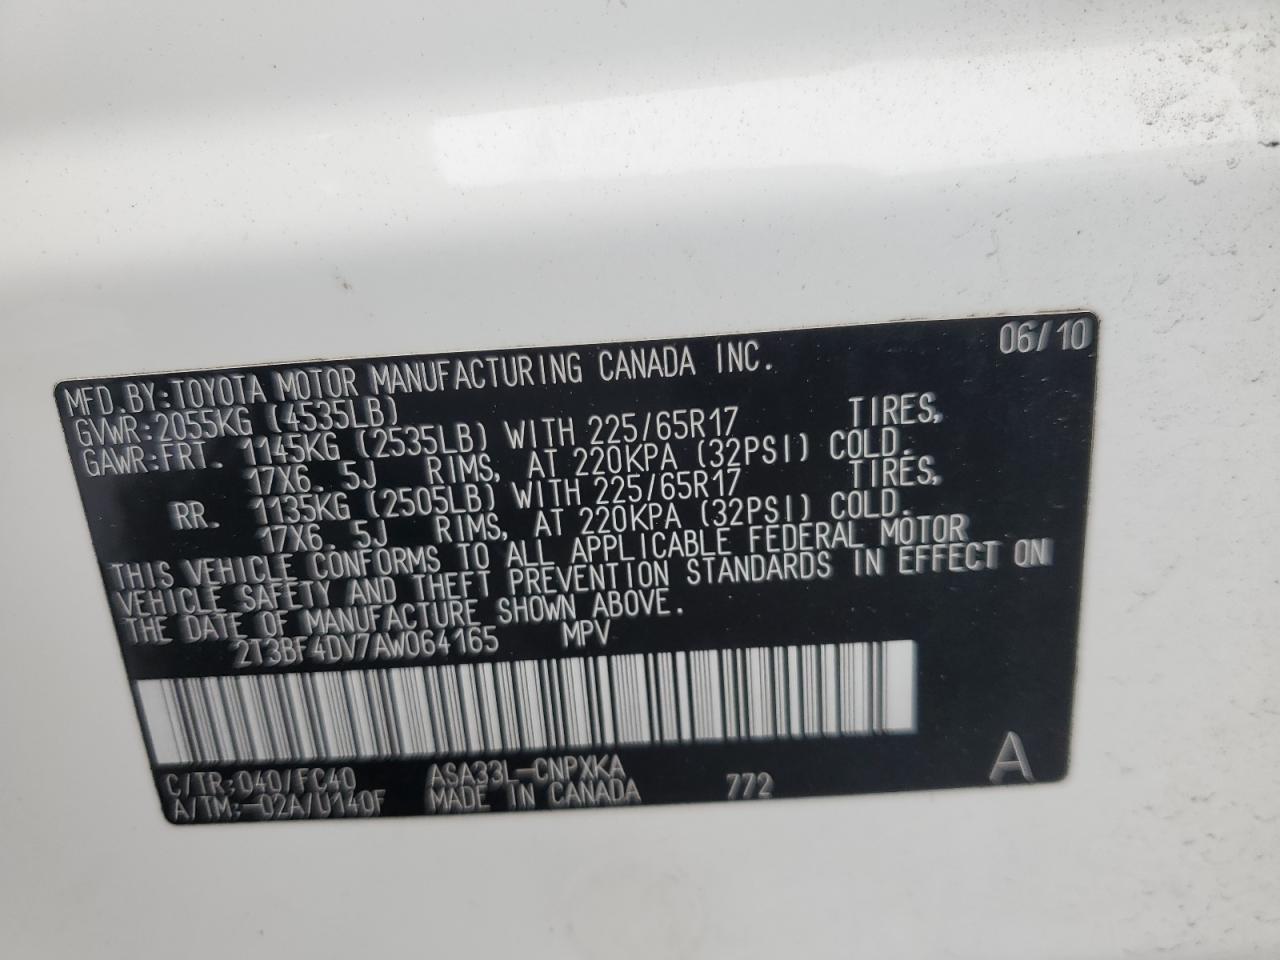 06/10
MFD.BY:TOYOTA MOTOR MANUFACTURING CANADA INC.
GVWR:2055KG (4535LB)
GAWR:FRT. 1145KG (2535LB) WITH 225/65R17 TIRES,
17X6. 5J RIMS, AT 220KPA (32PSI) COLD.
RR. 1135KG (2505LB) WITH 225/65R17 TIRES,
17X6. 5J RIMS, AT 220KPA (32PSI) COLD.
THIS VEHICLE CONFORMS TO ALL APPLICABLE FEDERAL MOTOR
VEHICLE SAFETY AND THEFT PREVENTION STANDARDS IN EFFECT ON
THE DATE OF MANUFACTURE SHOWN ABOVE.
2T3BF4DV7AW064165 MPV
C/TR:040/FC40 ASA33L-CNPXKA
A/TM:-02A/U140F MADE IN CANADA 772 A